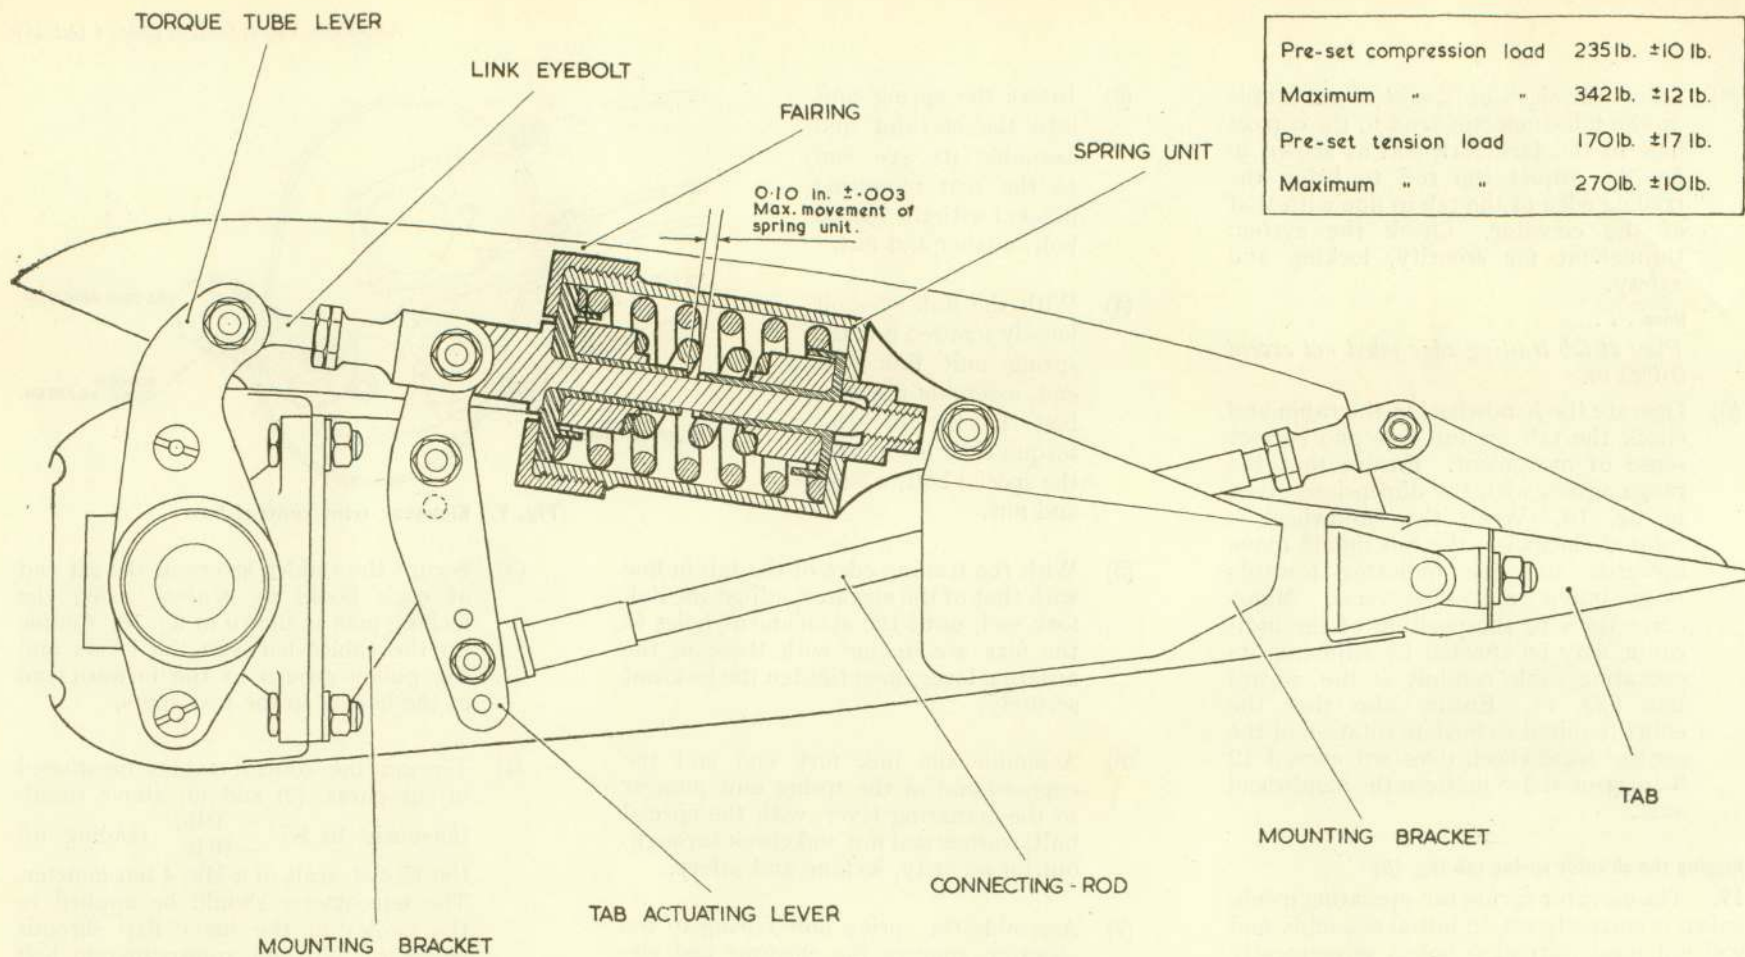 TORQUE TUBE LEVER
LINK EYEBOLT
FAIRING
SPRING UNIT
0·10 in. ±·003
Max. movement of
spring unit.
Pre-set compression load 235 lb. ±10 lb.
Maximum " " 342 lb. ±12 lb.
Pre-set tension load 170 lb. ±17 lb.
Maximum " " 270 lb. ±10 lb.
TAB
MOUNTING BRACKET
CONNECTING-ROD
TAB ACTUATING LEVER
MOUNTING BRACKET